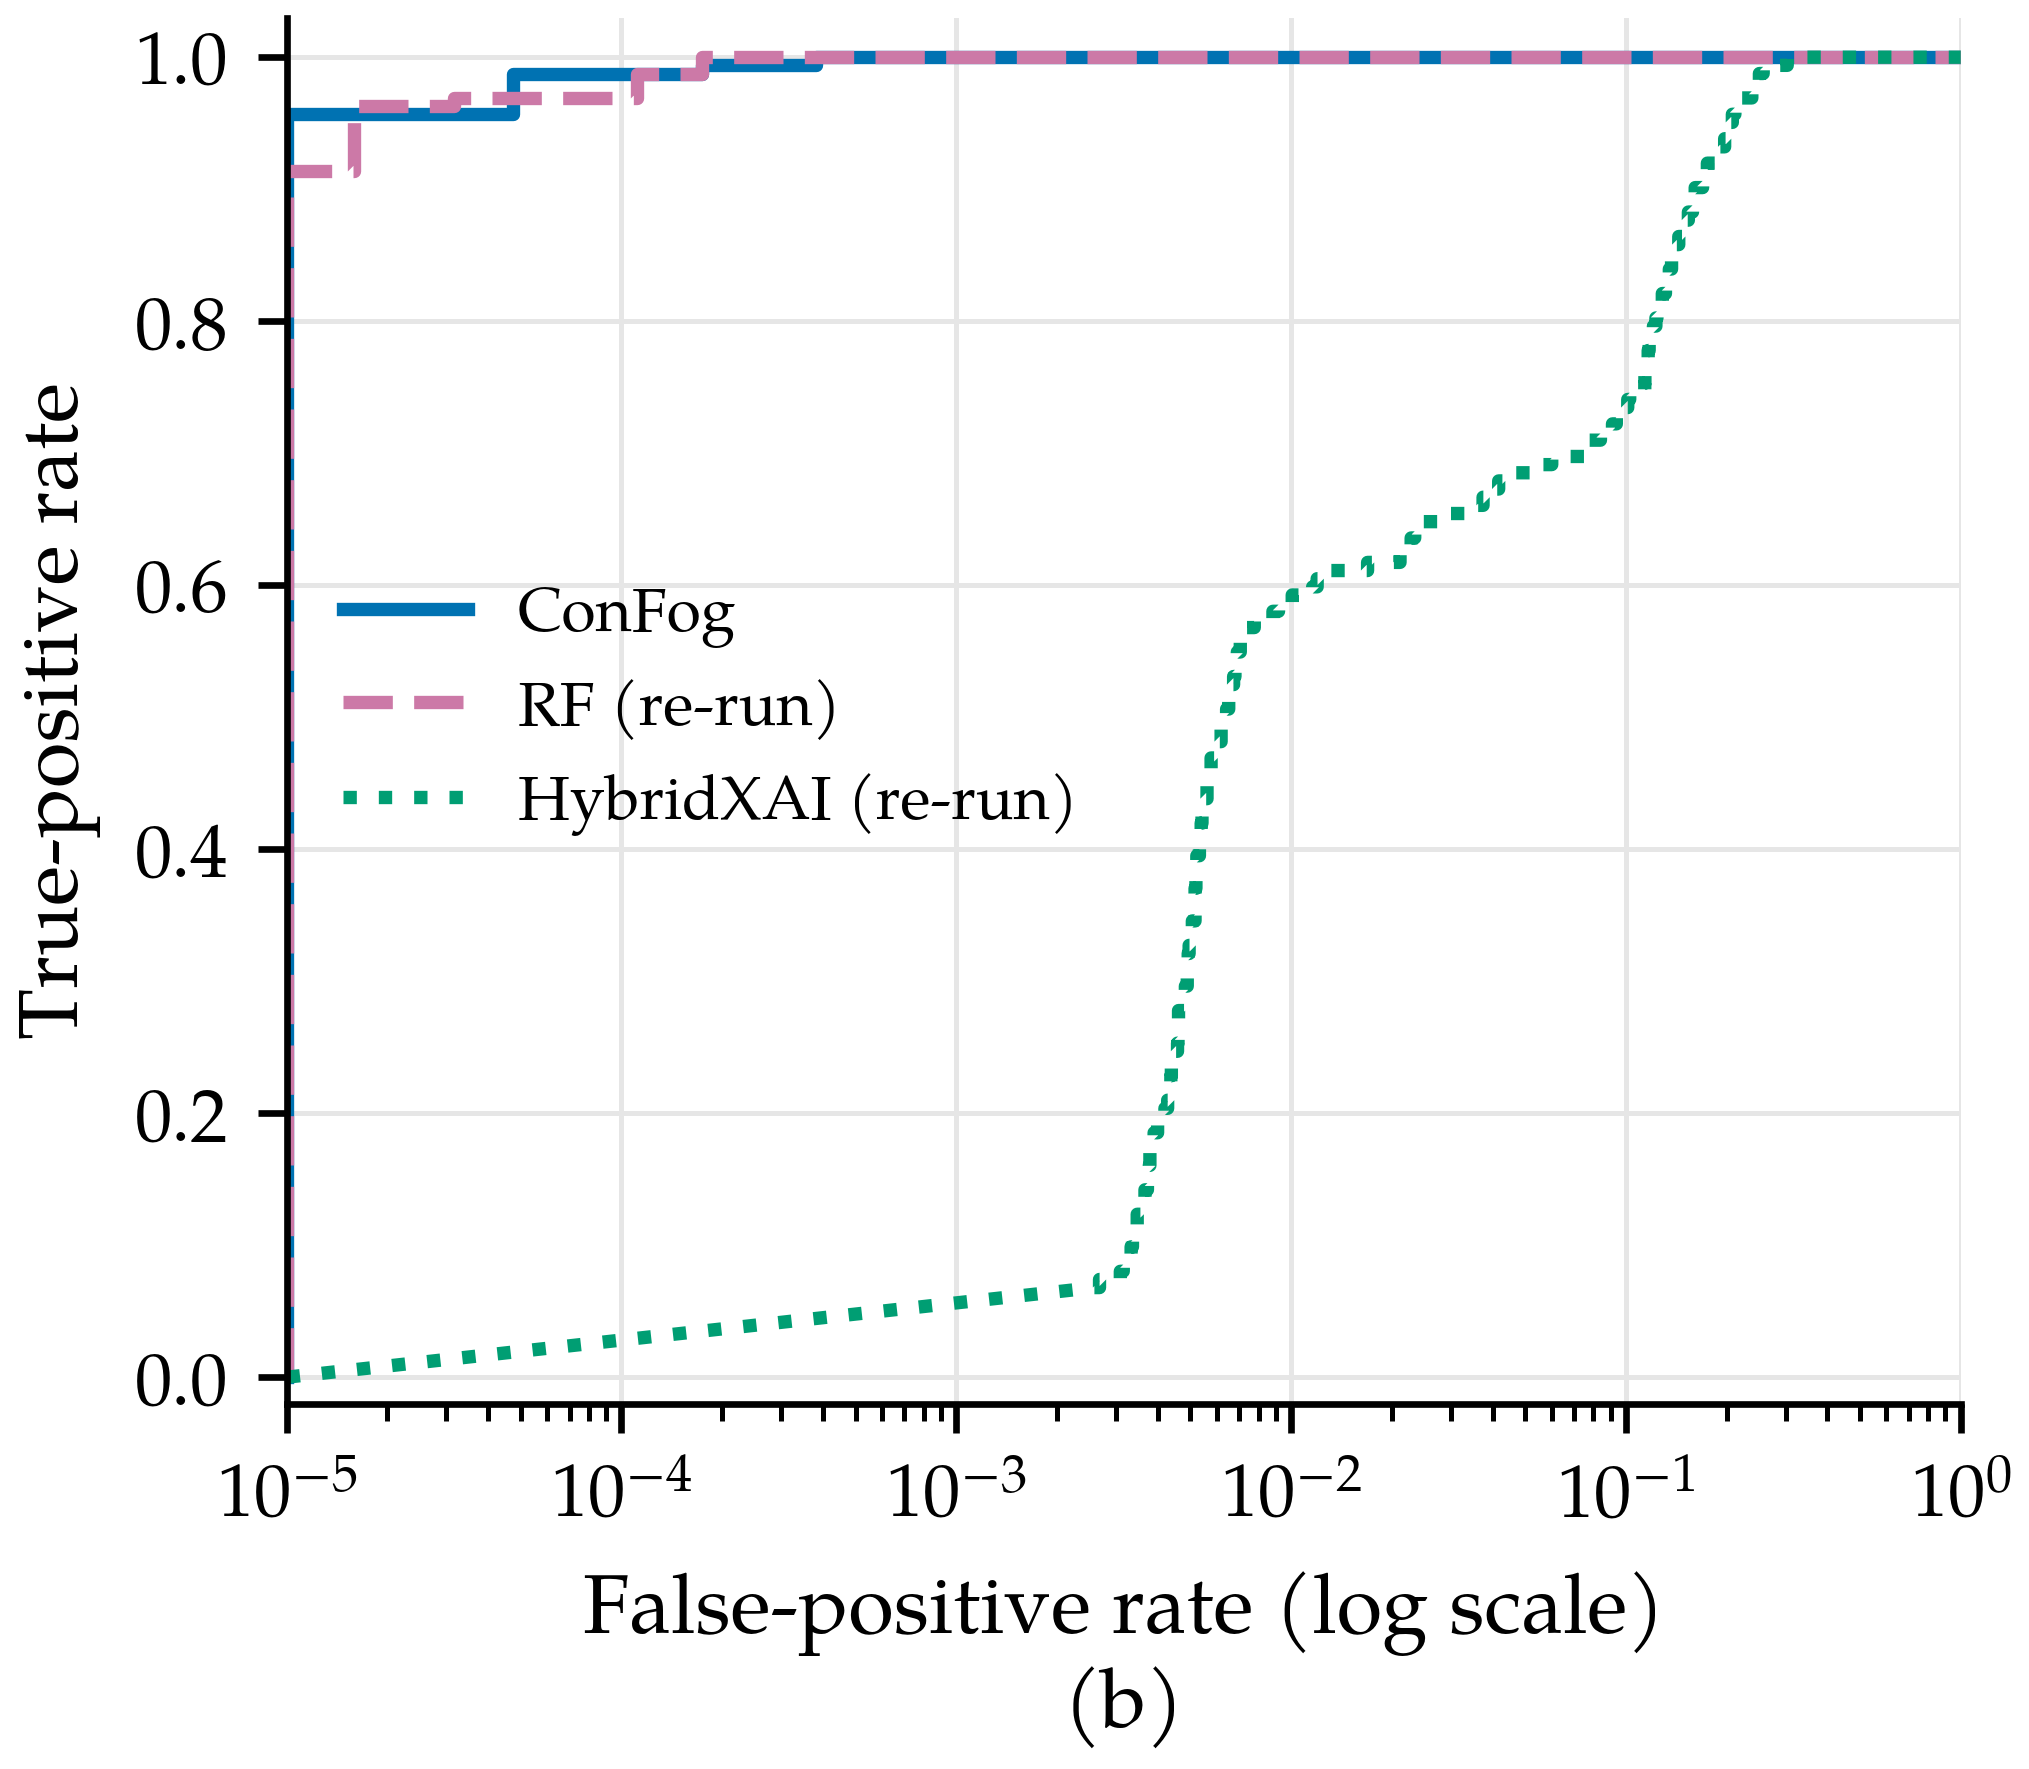 1.0
0.8
0.6
0.4
0.2
0.0
True-positive rate
ConFog
RF (re-run)
HybridXAI (re-run)
10⁻⁵ 10⁻⁴ 10⁻³ 10⁻² 10⁻¹ 10⁰
False-positive rate (log scale)
(b)